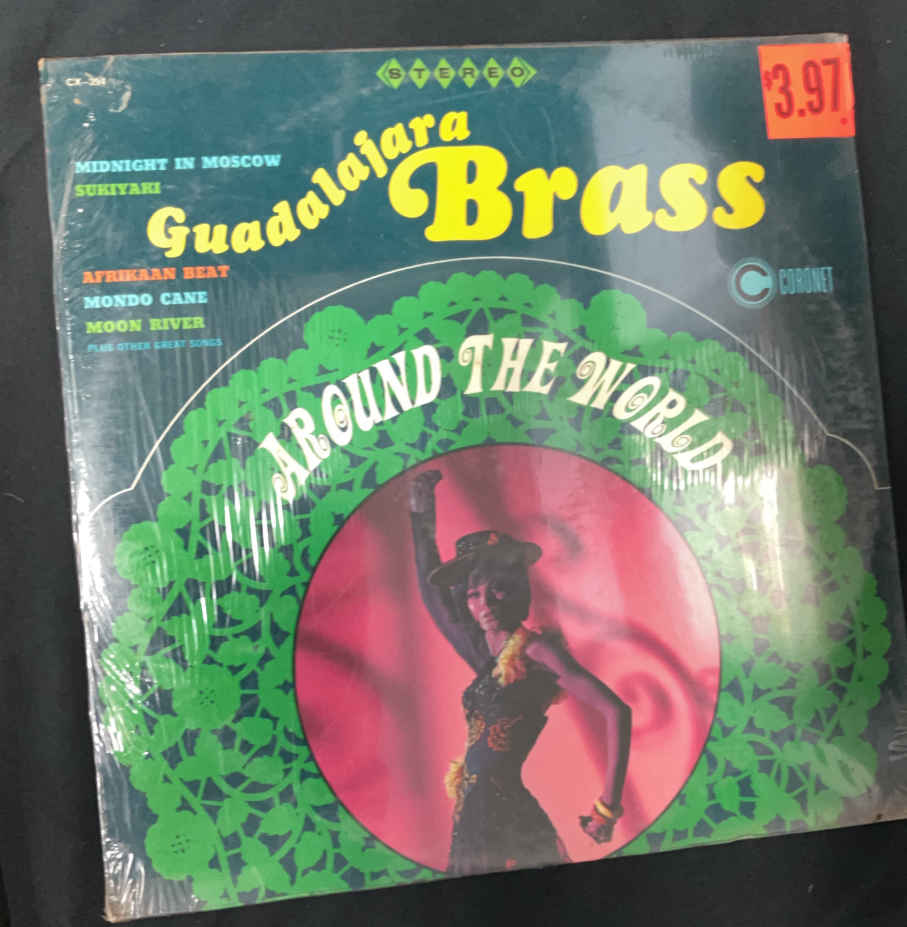 STEREO
$3.97
MIDNIGHT IN MOSCOW
SUKIYAKI
Guadalajara
Brass
AFRIKAAN BEAT
MONDO CANE
MOON RIVER
PLUS OTHER GREAT SONGS
CORONET
AROUND THE WORLD